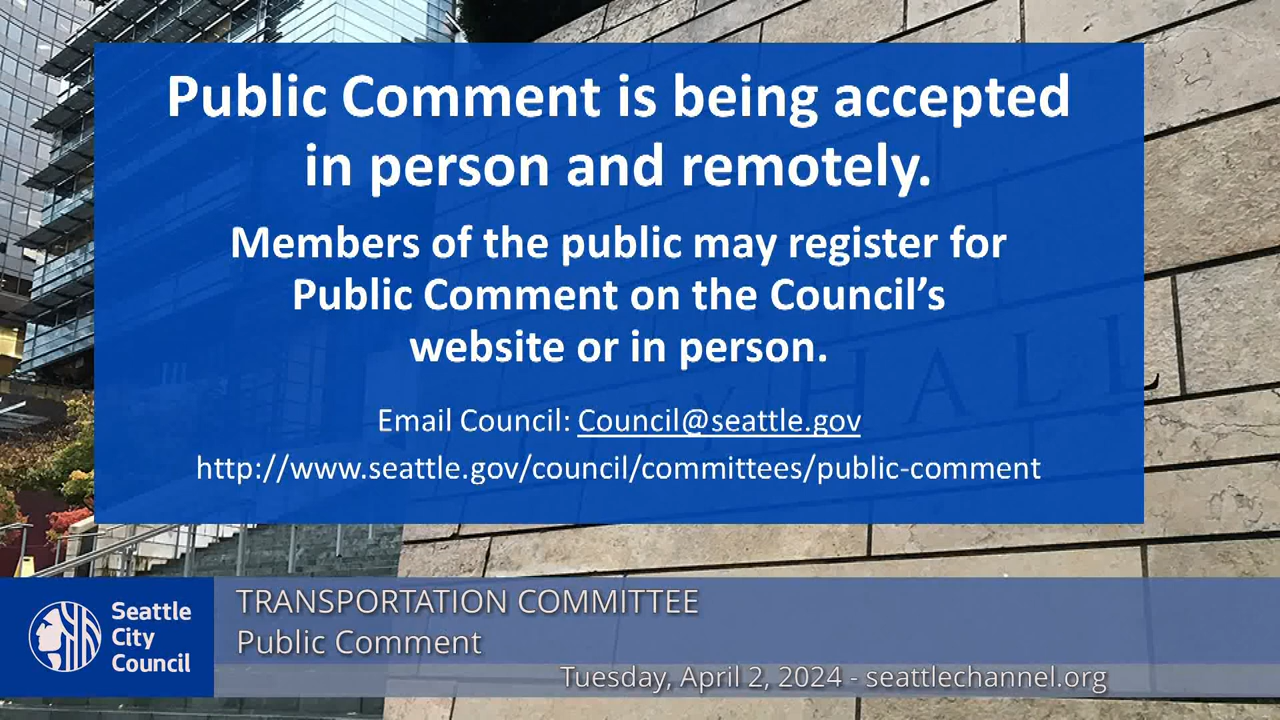 Public Comment is being accepted
in person and remotely.
Members of the public may register for
Public Comment on the Council’s
website or in person.
Email Council: Council@seattle.gov
http://www.seattle.gov/council/committees/public-comment
HALL
TRANSPORTATION COMMITTEE
Public Comment
Seattle
City
Council
Tuesday, April 2, 2024 - seattlechannel.org